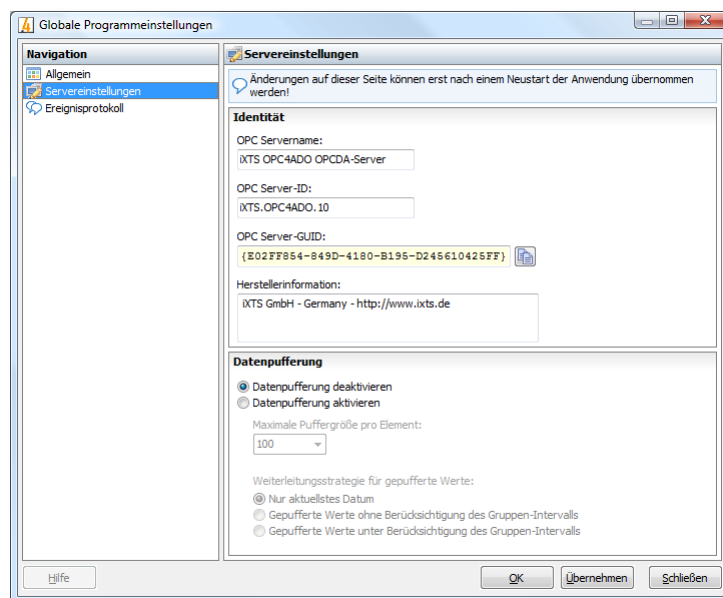 Globale Programmeinstellungen
Navigation
Allgemein
Servereinstellungen
Ereignisprotokoll
Servereinstellungen
Änderungen auf dieser Seite können erst nach einem Neustart der Anwendung übernommen
werden!
Identität
OPC Servername:
iXTS OPC4ADO OPCDA-Server
OPC Server-ID:
iXTS.OPC4ADO.10
OPC Server-GUID:
{E02FF854-849D-4180-B195-D245610425FF}
Herstellerinformation:
iXTS GmbH - Germany - http://www.ixts.de
Datenpufferung
Datenpufferung deaktivieren
Datenpufferung aktivieren
Maximale Puffergröße pro Element:
100
Weiterleitungsstrategie für gepufferte Werte:
Nur aktuellstes Datum
Gepufferte Werte ohne Berücksichtigung des Gruppen-Intervalls
Gepufferte Werte unter Berücksichtigung des Gruppen-Intervalls
Hilfe
OK
Übernehmen
Schließen